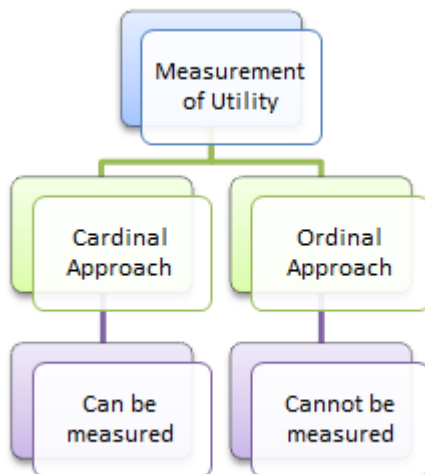 Measurement
of Utility
Cardinal
Approach
Ordinal
Approach
Can be
measured
Cannot be
measured